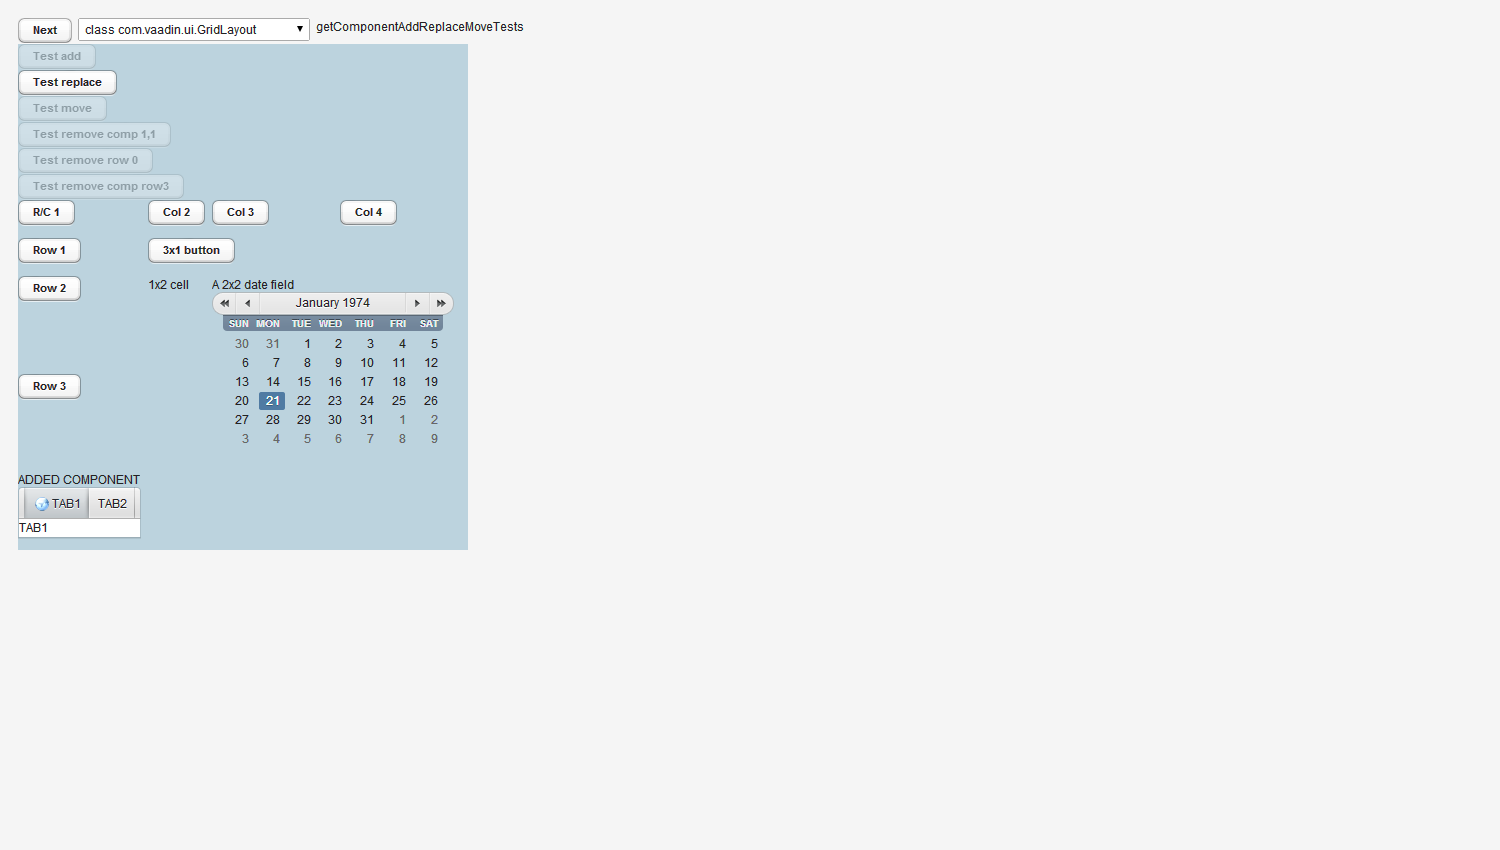 Next class com.vaadin.ui.GridLayout getComponentAddReplaceMoveTests
Test add
Test replace
Test move
Test remove comp 1,1
Test remove row 0
Test remove comp row3
R/C 1 Col 2 Col 3 Col 4
Row 1 3x1 button
Row 2 1x2 cell A 2x2 date field
January 1974
SUN MON TUE WED THU FRI SAT
30 31 1 2 3 4 5
6 7 8 9 10 11 12
13 14 15 16 17 18 19
Row 3
20 21 22 23 24 25 26
27 28 29 30 31 1 2
3 4 5 6 7 8 9
ADDED COMPONENT
TAB1 TAB2
TAB1